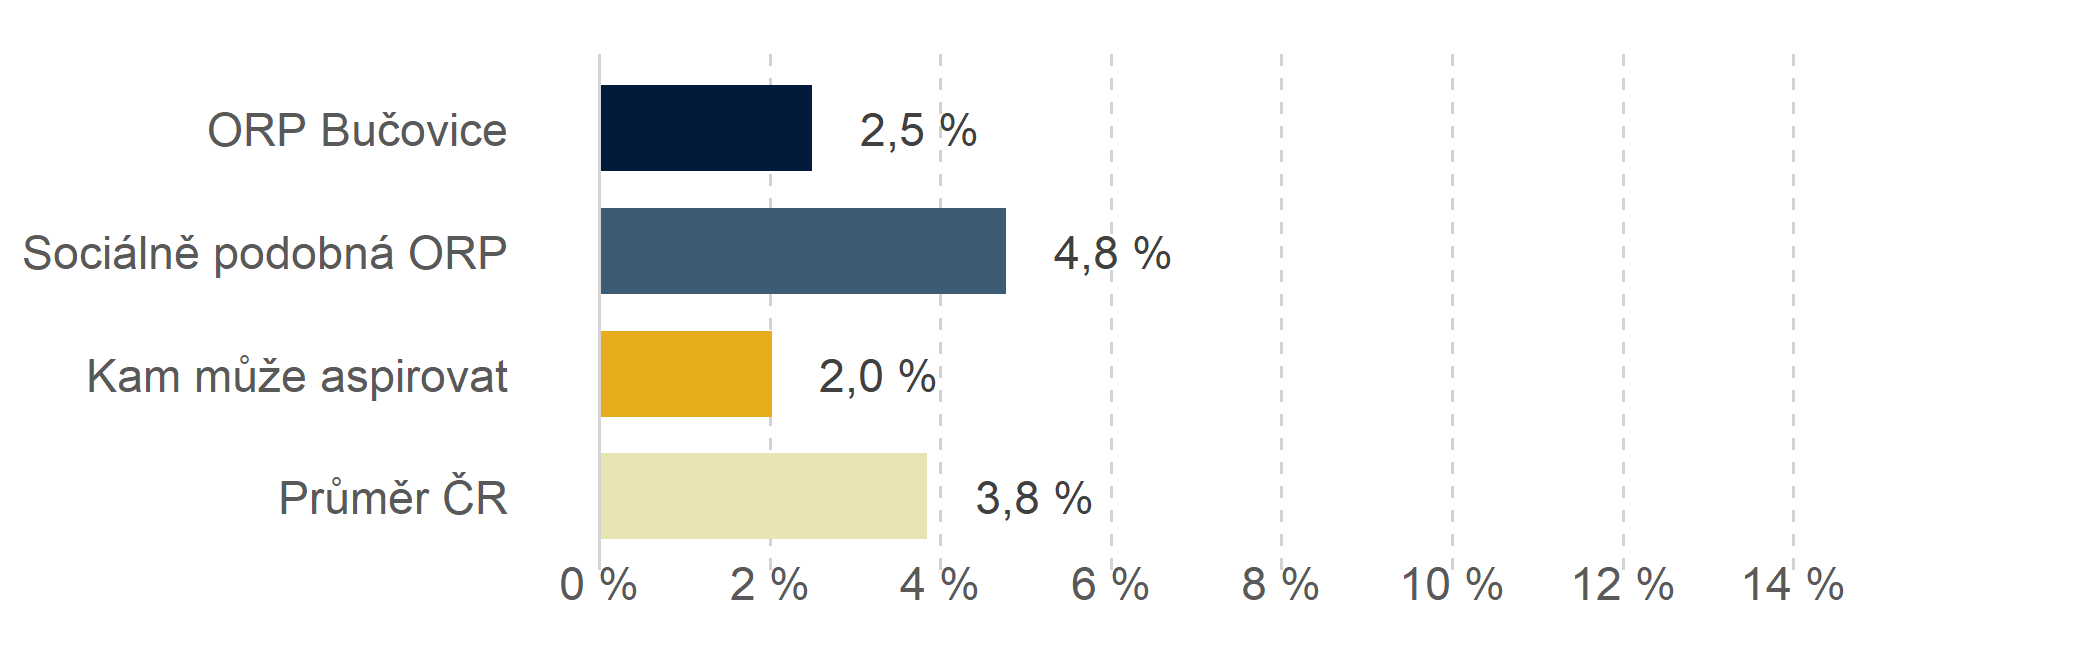 ORP Bučovice 2,5 %
Sociálně podobná ORP 4,8 %
Kam může aspirovat 2,0 %
Průměr ČR 3,8 %
0 % 2 % 4 % 6 % 8 % 10 % 12 % 14 %